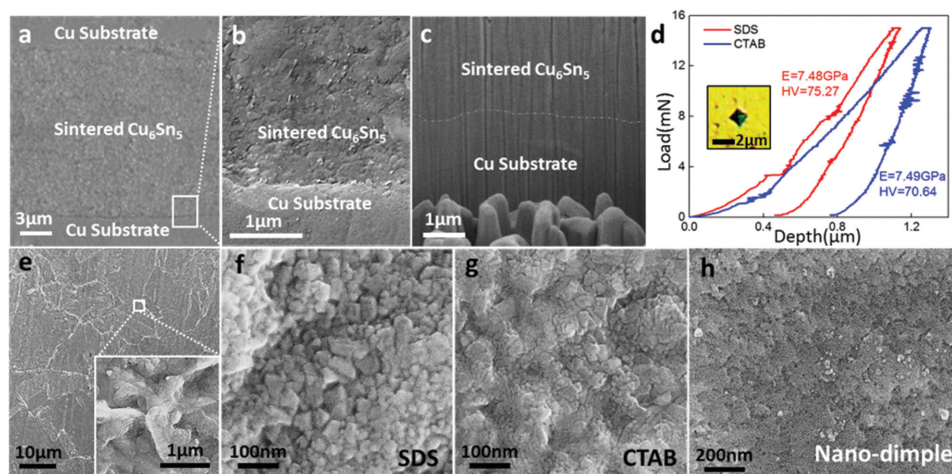 a
Cu Substrate
Sintered Cu₆Sn₅
3μm
Cu Substrate
b
Sintered Cu₆Sn₅
Cu Substrate
1μm
c
Sintered Cu₆Sn₅
Cu Substrate
1μm
d
16
12
8
4
0
Load(mN)
SDS
CTAB
E=7.48GPa
HV=75.27
2μm
E=7.49GPa
HV=70.64
0.0
0.4
0.8
1.2
Depth(μm)
e
10μm
1μm
f
100nm
SDS
g
100nm
CTAB
h
200nm
Nano-dimple